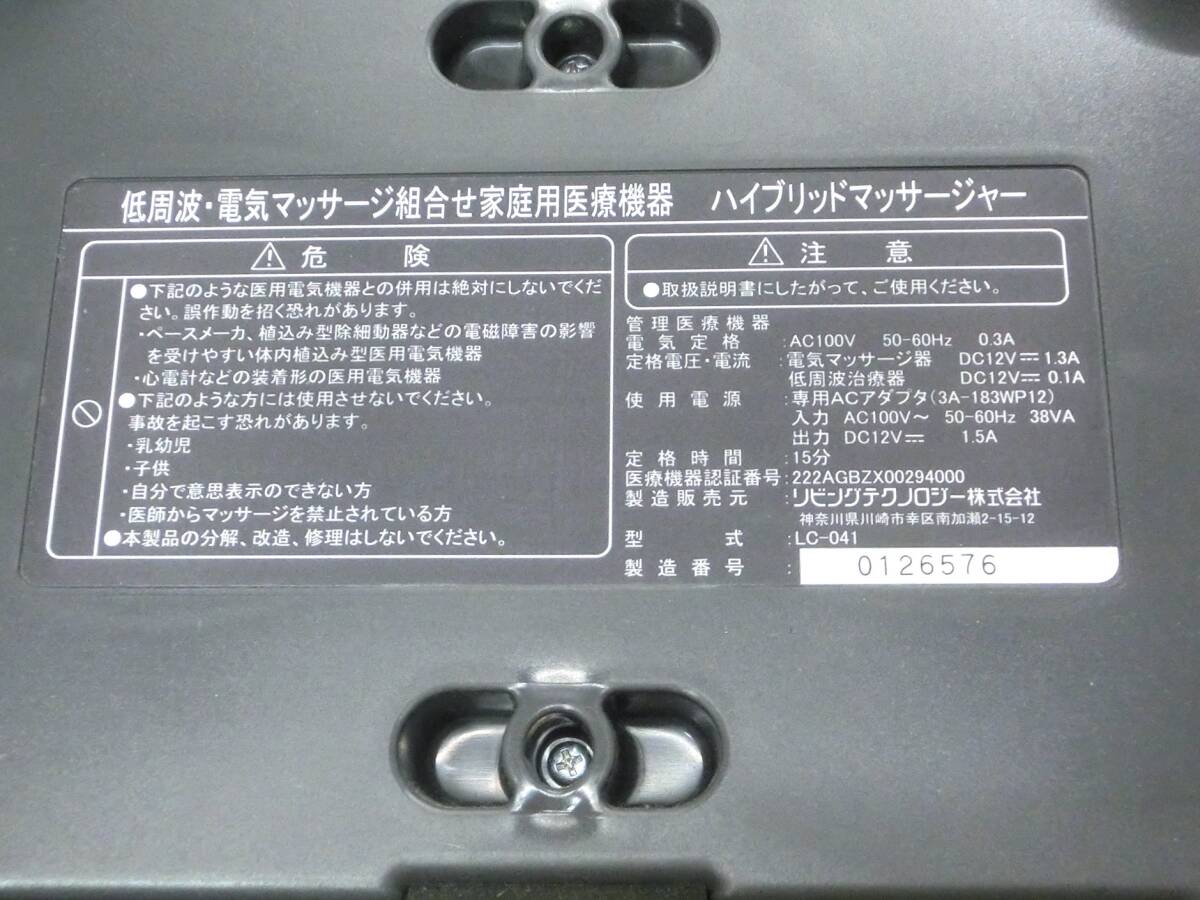 低周波・電気マッサージ組合せ家庭用医療機器 ハイブリッドマッサージャー
危 険
●下記のような医用電気機器との併用は絶対にしないでくだ
さい。誤作動を招く恐れがあります。
・ペースメーカ、植込み型除細動器などの電磁障害の影響
を受けやすい体内植込み型医用電気機器
・心電計などの装着形の医用電気機器
●下記のような方には使用させないでください。
事故を起こす恐れがあります。
・乳幼児
・子供
・自分で意思表示のできない方
・医師からマッサージを禁止されている方
●本製品の分解、改造、修理はしないでください。
注 意
●取扱説明書にしたがって、ご使用ください。
管理医療機器
電気定格 :AC100V 50-60Hz 0.3A
定格電圧・電流 :電気マッサージ器 DC12V⎓1.3A
低周波治療器 DC12V⎓0.1A
使用電源 :専用ACアダプタ(3A-183WP12)
入力 AC100V～ 50-60Hz 38VA
出力 DC12V⎓ 1.5A
定格時間 :15分
医療機器認証番号:222AGBZX00294000
製造販売元 :リビングテクノロジー株式会社
神奈川県川崎市幸区南加瀬2-15-12
型 式 :LC-041
製造番号 : 0126576